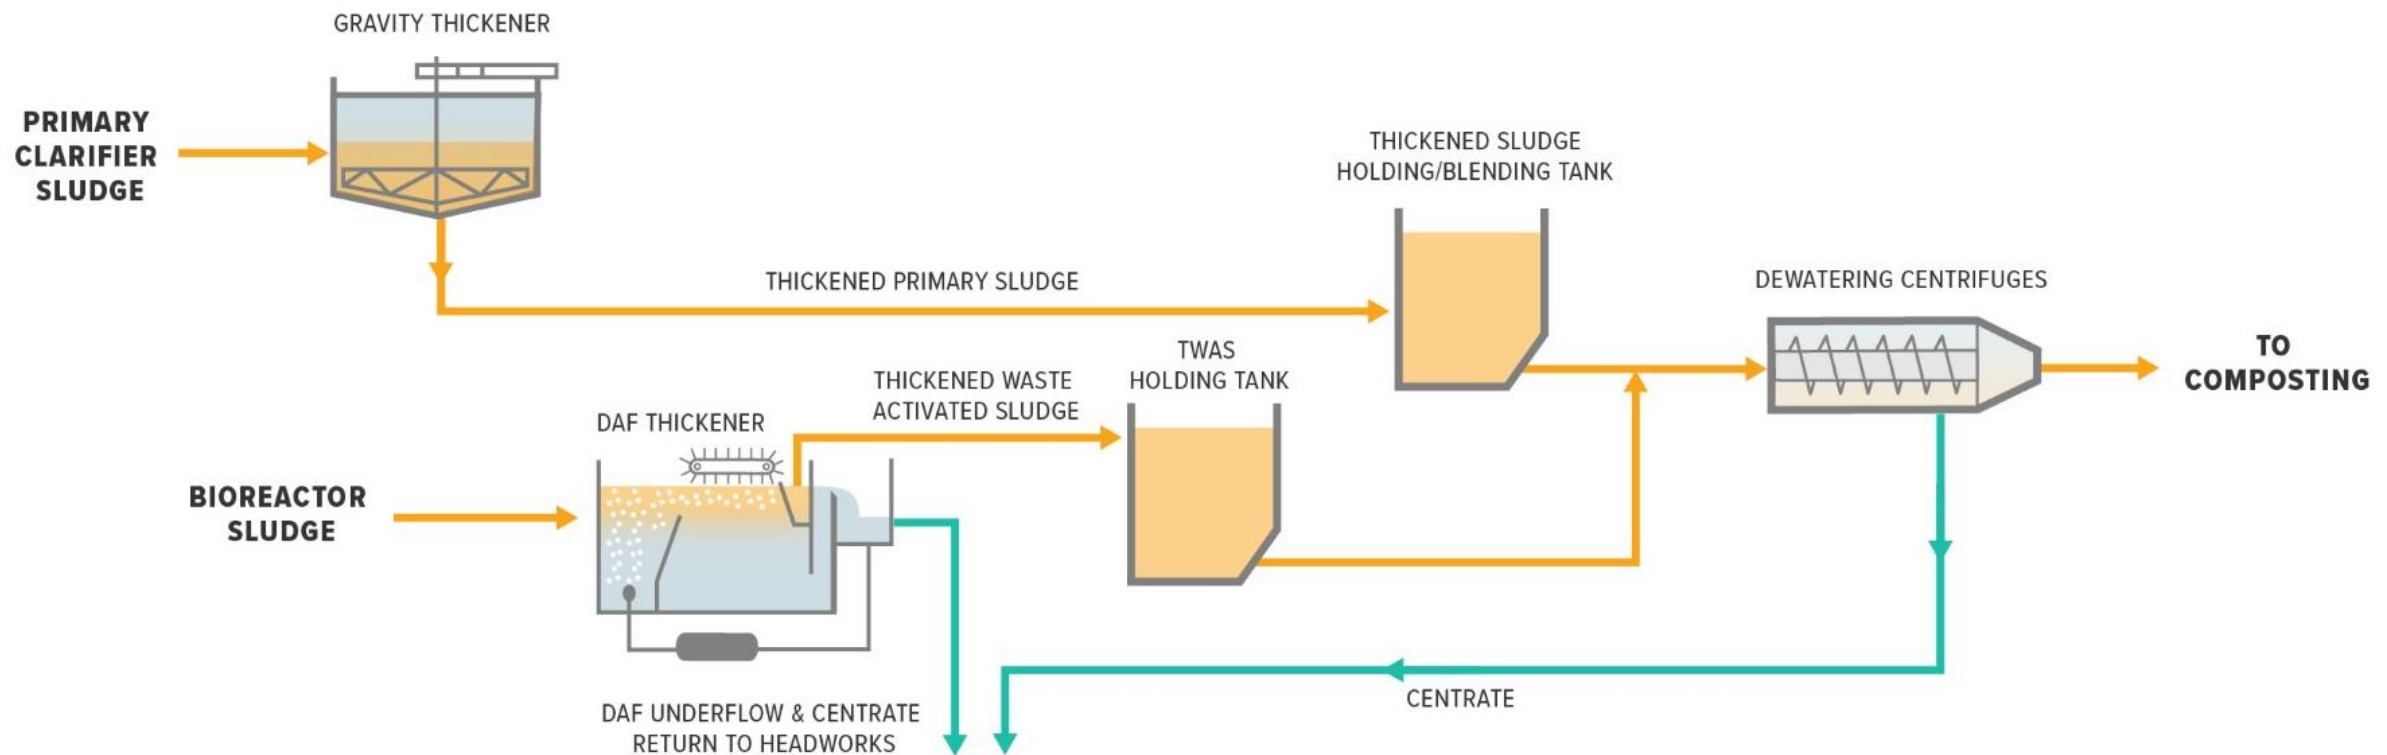 GRAVITY THICKENER
PRIMARY
CLARIFIER
SLUDGE
THICKENED SLUDGE
HOLDING/BLENDING TANK
THICKENED PRIMARY SLUDGE
DEWATERING CENTRIFUGES
TO
COMPOSTING
TWAS
HOLDING TANK
THICKENED WASTE
ACTIVATED SLUDGE
DAF THICKENER
BIOREACTOR
SLUDGE
CENTRATE
DAF UNDERFLOW & CENTRATE
RETURN TO HEADWORKS